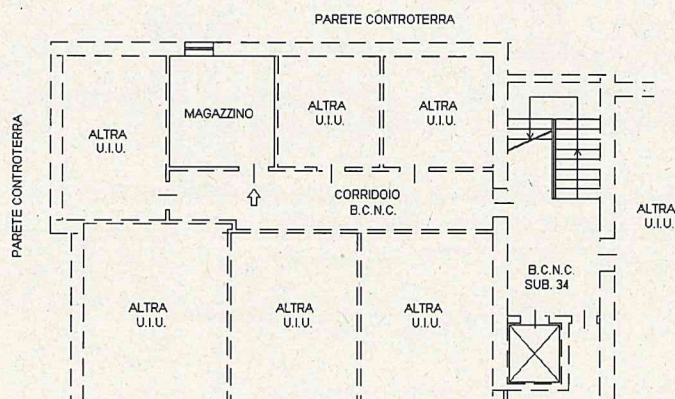 PARETE CONTROTERRA
PARETE CONTROTERRA
ALTRA
U.I.U.
MAGAZZINO
ALTRA
U.I.U.
ALTRA
U.I.U.
CORRIDOIO
B.C.N.C.
ALTRA
U.I.U.
B.C.N.C.
SUB. 34
ALTRA
U.I.U.
ALTRA
U.I.U.
ALTRA
U.I.U.